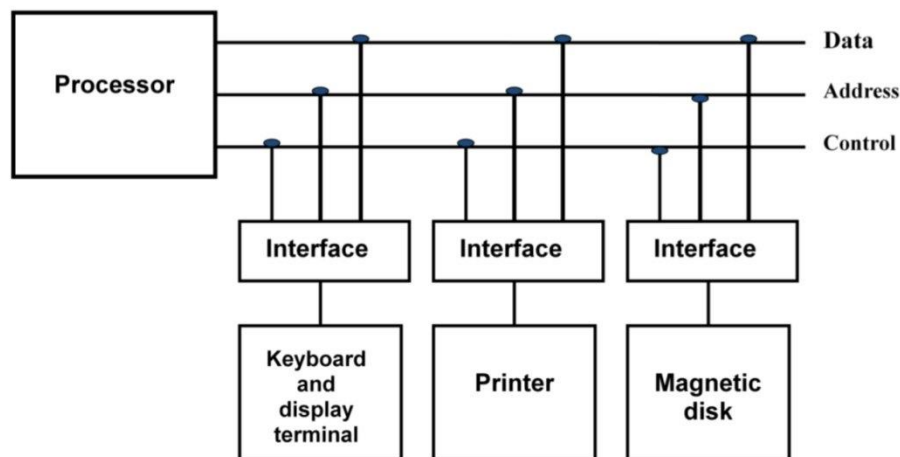 Processor
Data
Address
Control
Interface
Interface
Interface
Keyboard
and
display
terminal
Printer
Magnetic
disk